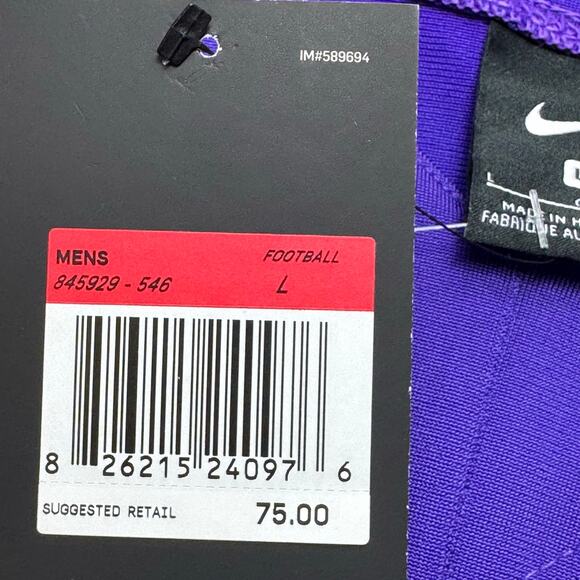 IM#589694
MENS FOOTBALL
845929 - 546 L
8 26215 24097 6
SUGGESTED RETAIL 75.00
L
MADE IN H
FABRIQUE AU